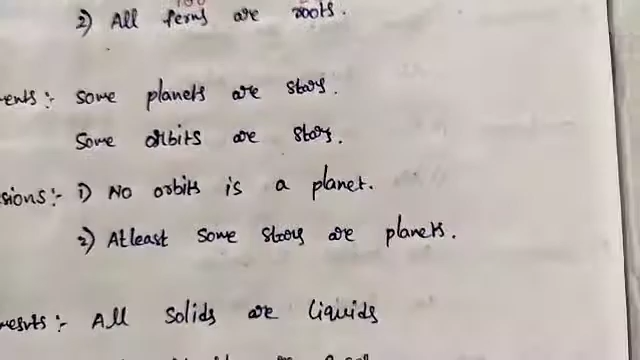 2) All ferns are roots.
ents :- Some planets are stars.
Some orbits are stars.
sions :- 1) No orbits is a planet.
2) Atleast some stars are planets.
ments :- All solids are liquids